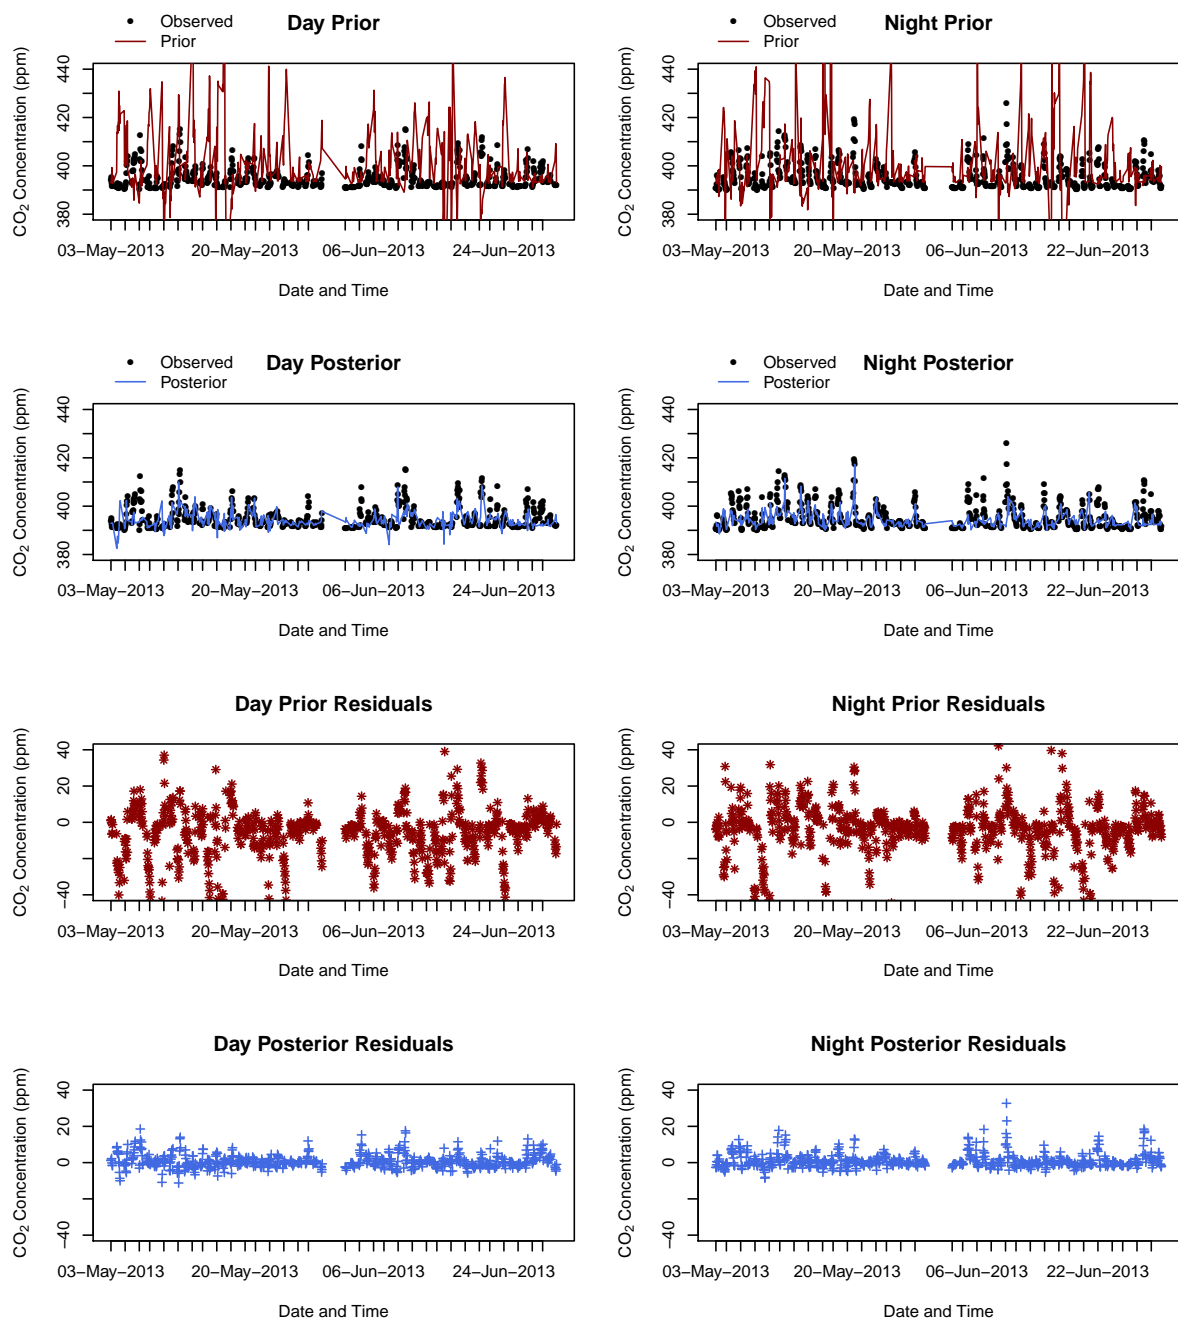 Observed
Prior
Day Prior
CO2 Concentration (ppm)
380 400 420 440
03−May−2013 20−May−2013 06−Jun−2013 24−Jun−2013
Date and Time
Observed
Prior
Night Prior
CO2 Concentration (ppm)
380 400 420 440
03−May−2013 20−May−2013 06−Jun−2013 22−Jun−2013
Date and Time
Observed
Posterior
Day Posterior
CO2 Concentration (ppm)
380 400 420 440
03−May−2013 20−May−2013 06−Jun−2013 24−Jun−2013
Date and Time
Observed
Posterior
Night Posterior
CO2 Concentration (ppm)
380 400 420 440
03−May−2013 20−May−2013 06−Jun−2013 22−Jun−2013
Date and Time
Day Prior Residuals
CO2 Concentration (ppm)
−40 0 20 40
03−May−2013 20−May−2013 06−Jun−2013 24−Jun−2013
Date and Time
Night Prior Residuals
CO2 Concentration (ppm)
−40 0 20 40
03−May−2013 20−May−2013 06−Jun−2013 22−Jun−2013
Date and Time
Day Posterior Residuals
CO2 Concentration (ppm)
−40 0 20 40
03−May−2013 20−May−2013 06−Jun−2013 24−Jun−2013
Date and Time
Night Posterior Residuals
CO2 Concentration (ppm)
−40 0 20 40
03−May−2013 20−May−2013 06−Jun−2013 22−Jun−2013
Date and Time